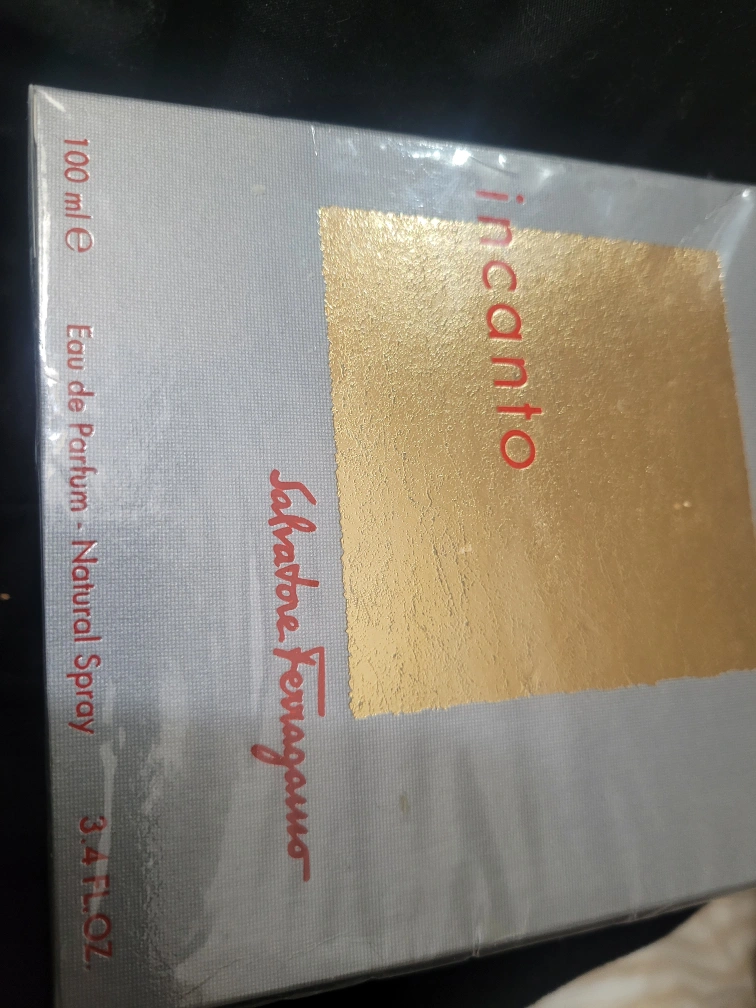 incanto
Salvatore Ferragamo
100 ml e Eau de Parfum - Natural Spray 3.4 FL.OZ.